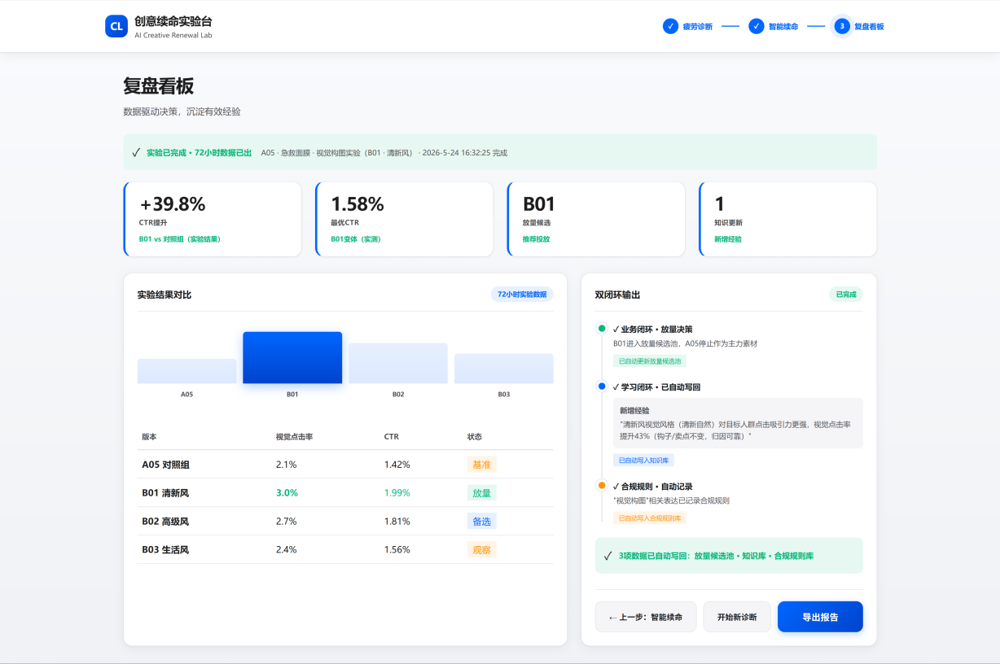 CL
创意续命实验台
AI Creative Renewal Lab
✓ 疲劳诊断
✓ 智能续命
3 复盘看板
复盘看板
数据驱动决策，沉淀有效经验
✓ 实验已完成・72小时数据已出 A05 · 急救面膜 · 视觉构图实验（B01 · 清新风） · 2026-5-24 16:32:25 完成
+39.8%
CTR提升
B01 vs 对照组（实验结果）
1.58%
最优CTR
B01变体（实测）
B01
放量候选
推荐投放
1
知识更新
新增经验
实验结果对比 72小时实验数据
A05 B01 B02 B03
版本 视觉点击率 CTR 状态
A05 对照组 2.1% 1.42% 基准
B01 清新风 3.0% 1.99% 放量
B02 高级风 2.7% 1.81% 备选
B03 生活风 2.4% 1.56% 观察
双闭环输出 已完成
✓ 业务闭环・放量决策
B01进入放量候选池，A05停止作为主力素材
已自动更新放量候选池
✓ 学习闭环・已自动写回
新增经验
"清新风视觉风格（清新自然）对目标人群点击吸引力更强，视觉点击率
提升43%（钩子/卖点不变，归因可靠）"
已自动写入知识库
✓ 合规规则・自动记录
"视觉构图"相关表达已记录合规规则
已自动写入合规规则库
✓ 3项数据已自动写回：放量候选池・知识库・合规规则库
← 上一步：智能续命
开始新诊断
导出报告